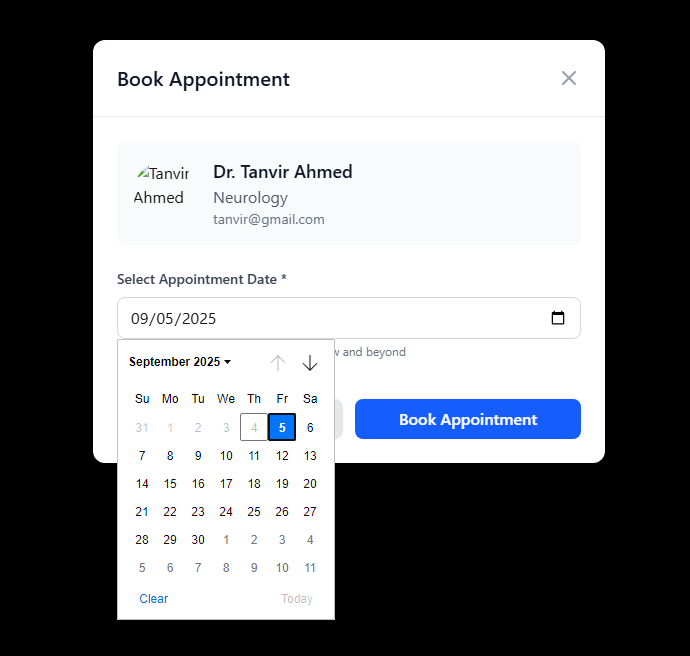 Book Appointment
Tanvir
Ahmed
Dr. Tanvir Ahmed
Neurology
tanvir@gmail.com
Select Appointment Date *
09/05/2025
and beyond
September 2025
Su Mo Tu We Th Fr Sa
31 1 2 3 4 5 6
7 8 9 10 11 12 13
14 15 16 17 18 19 20
21 22 23 24 25 26 27
28 29 30 1 2 3 4
5 6 7 8 9 10 11
Clear Today
Book Appointment